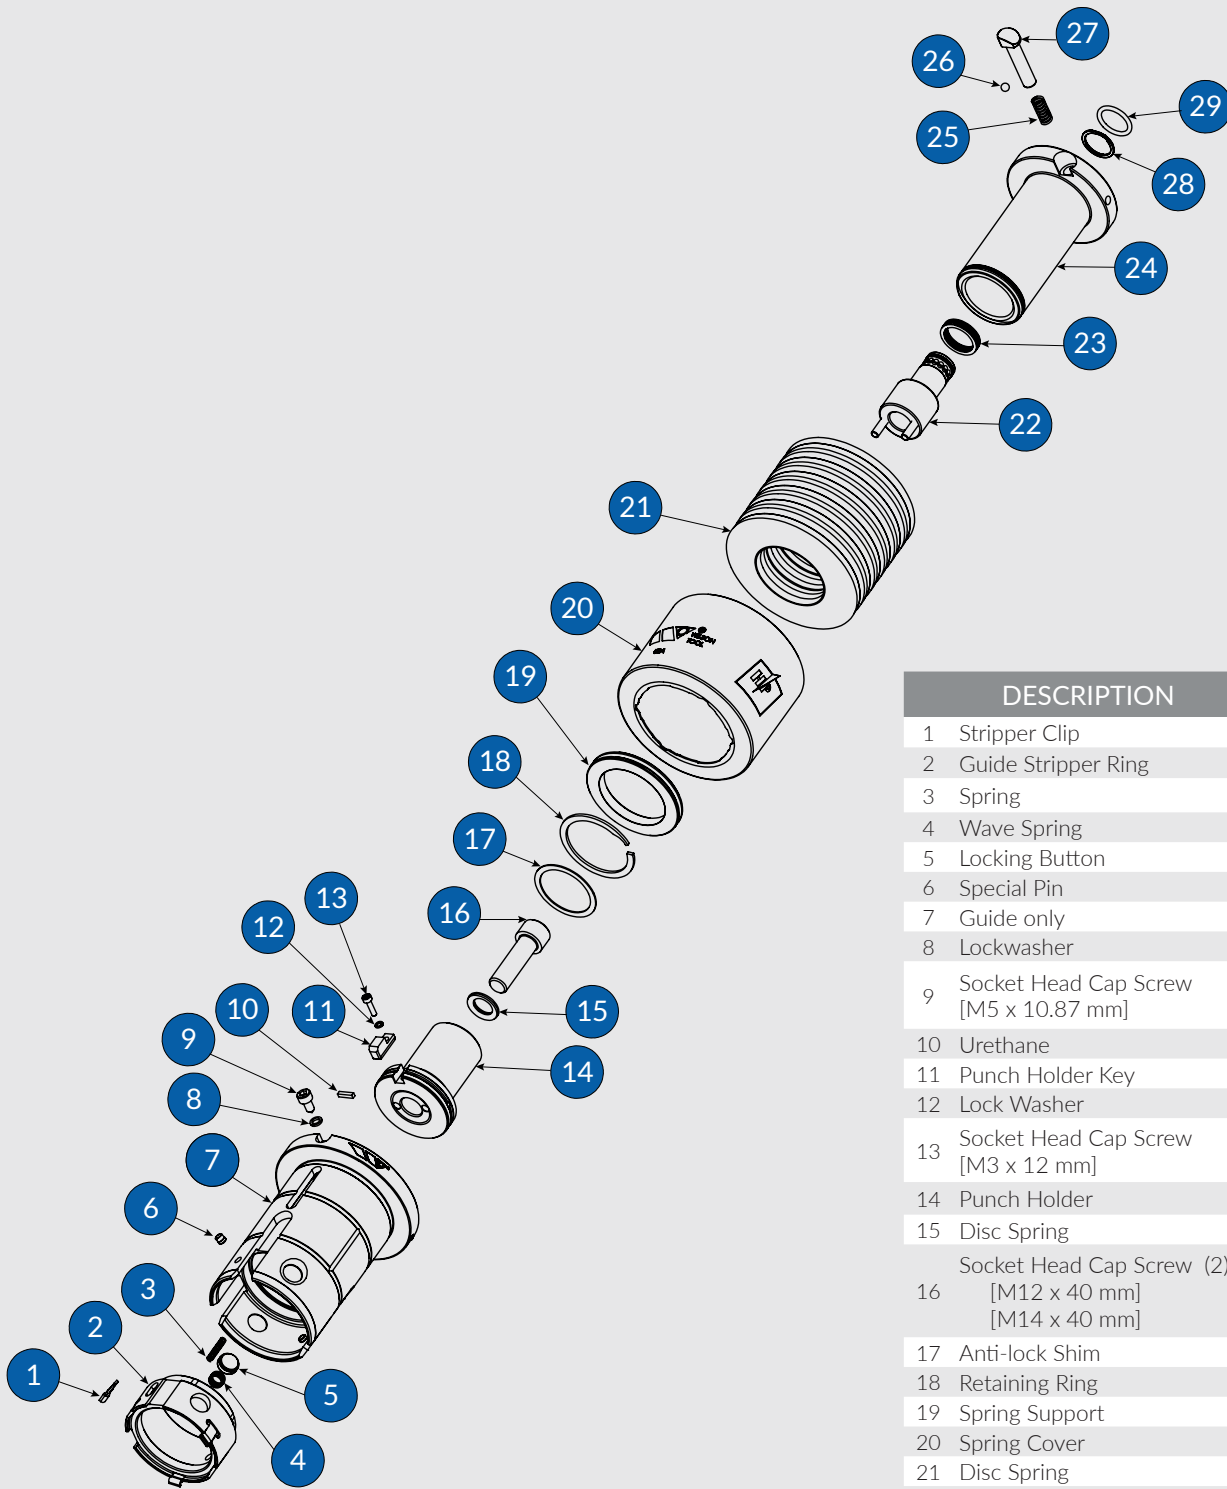 27
26
29
25
28
24
23
22
21
20
WILSON
TOOL
19
18
17
13
16
12
11
15
10
9
14
8
7
6
3
2
1
5
4
DESCRIPTION
1 Stripper Clip
2 Guide Stripper Ring
3 Spring
4 Wave Spring
5 Locking Button
6 Special Pin
7 Guide only
8 Lockwasher
9 Socket Head Cap Screw
[M5 x 10.87 mm]
10 Urethane
11 Punch Holder Key
12 Lock Washer
13 Socket Head Cap Screw
[M3 x 12 mm]
14 Punch Holder
15 Disc Spring
16 Socket Head Cap Screw (2)
[M12 x 40 mm]
[M14 x 40 mm]
17 Anti-lock Shim
18 Retaining Ring
19 Spring Support
20 Spring Cover
21 Disc Spring